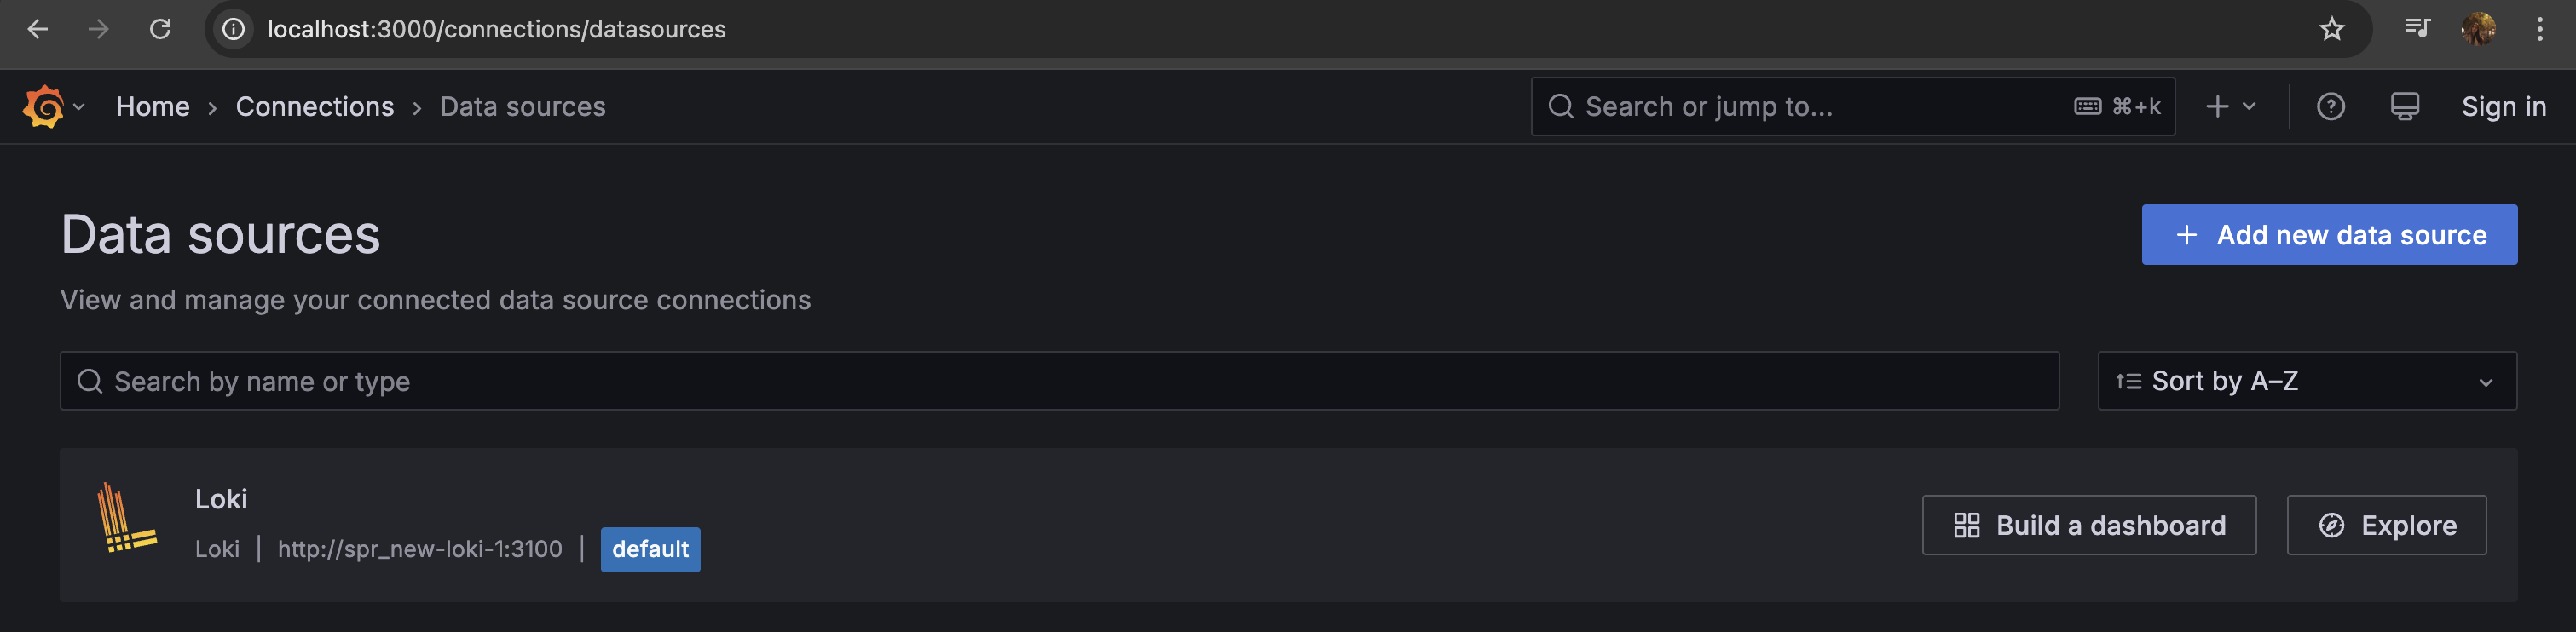 localhost:3000/connections/datasources
Home › Connections › Data sources
Search or jump to...
⌘+k
Sign in
Data sources
+ Add new data source
View and manage your connected data source connections
Search by name or type
Sort by A–Z
Loki
Loki | http://spr_new-loki-1:3100 | default
Build a dashboard
Explore